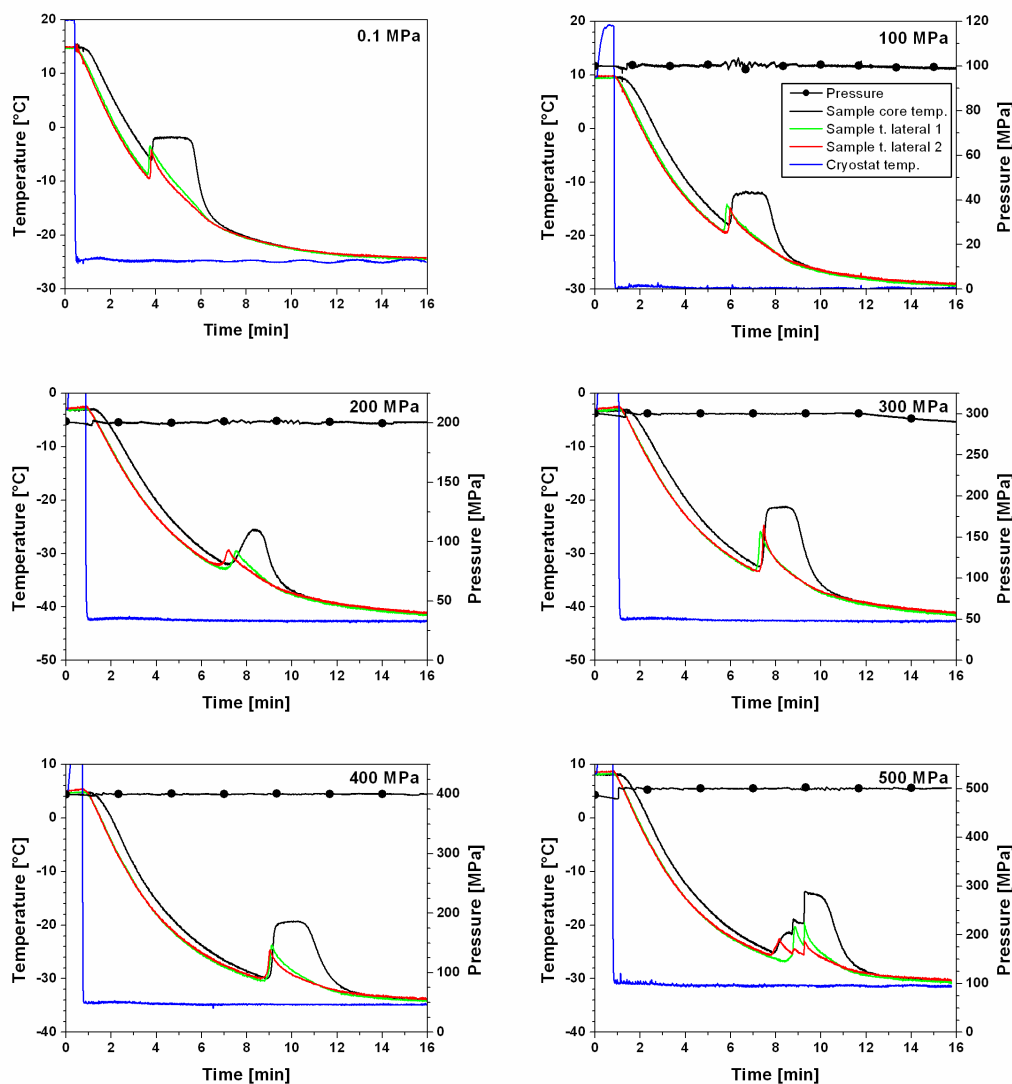 0.1 MPa
Temperature [°C]
20
10
0
-10
-20
-30
0 2 4 6 8 10 12 14 16
Time [min]
100 MPa
Temperature [°C]
20
10
0
-10
-20
-30
Pressure
Sample core temp.
Sample t. lateral 1
Sample t. lateral 2
Cryostat temp.
120
100
80
60
40
20
0
Pressure [MPa]
0 2 4 6 8 10 12 14 16
Time [min]
200 MPa
Temperature [°C]
0
-10
-20
-30
-40
-50
200
150
100
50
0
Pressure [MPa]
0 2 4 6 8 10 12 14 16
Time [min]
300 MPa
Temperature [°C]
0
-10
-20
-30
-40
-50
300
250
200
150
100
50
0
Pressure [MPa]
0 2 4 6 8 10 12 14 16
Time [min]
400 MPa
Temperature [°C]
10
0
-10
-20
-30
-40
400
300
200
100
0
Pressure [MPa]
0 2 4 6 8 10 12 14 16
Time [min]
500 MPa
Temperature [°C]
10
0
-10
-20
-30
-40
500
400
300
200
100
0
Pressure [MPa]
0 2 4 6 8 10 12 14 16
Time [min]